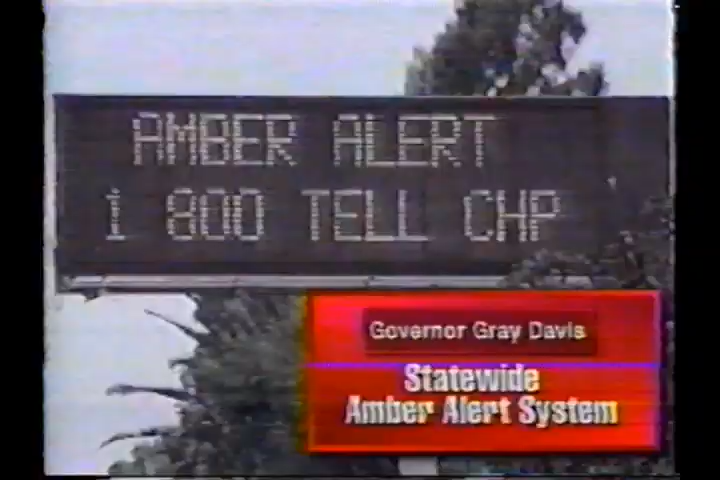 AMBER ALERT
1 800 TELL CHP
Governor Gray Davis
Statewide
Amber Alert System